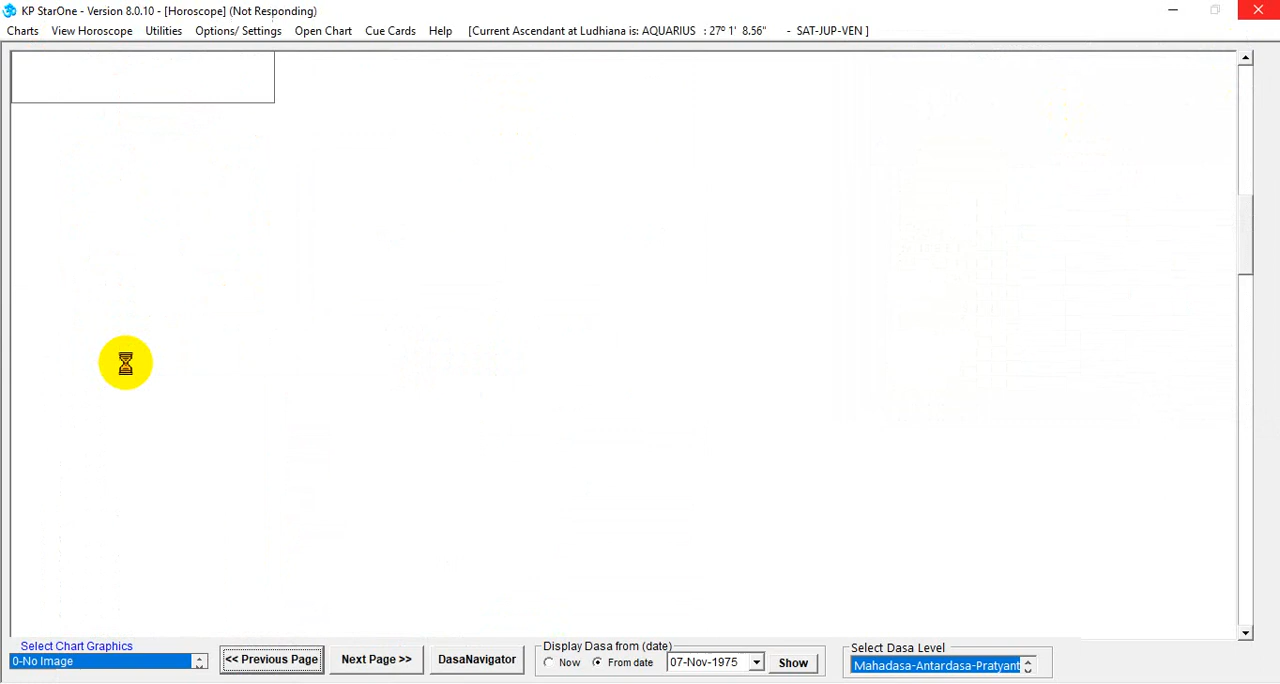 KP StarOne - Version 8.0.10 - [Horoscope] (Not Responding)
Charts View Horoscope Utilities Options/ Settings Open Chart Cue Cards Help [Current Ascendant at Ludhiana is: AQUARIUS : 27º 1' 8.56" - SAT-JUP-VEN ]
Select Chart Graphics
0-No Image
<< Previous Page
Next Page >>
DasaNavigator
Display Dasa from (date)
Now From date 07-Nov-1975 Show
Select Dasa Level
Mahadasa-Antardasa-Pratyant